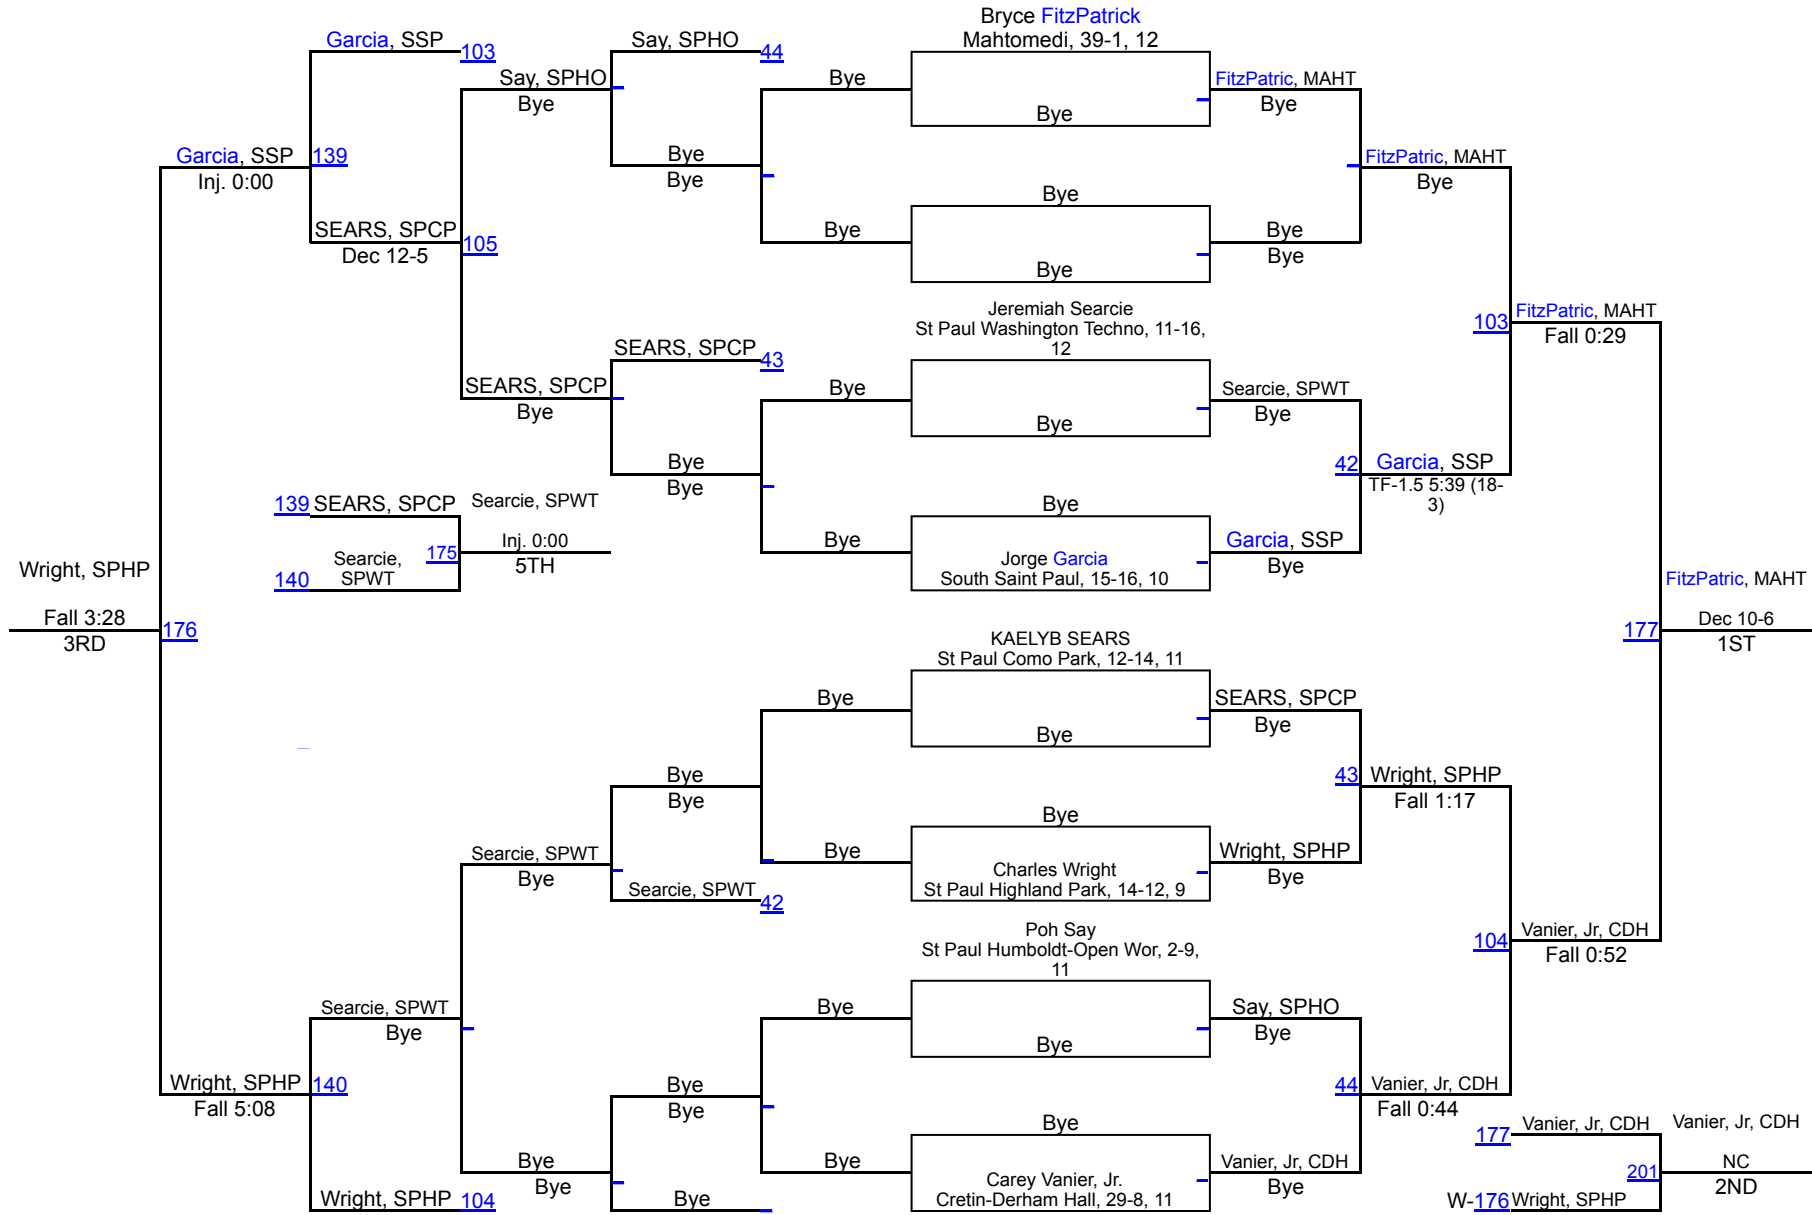 Bryce FitzPatrick
Mahtomedi, 39-1, 12
Garcia, SSP
103
Say, SPHO
44
Say, SPHO
Bye
Bye
FitzPatric, MAHT
Bye
Bye
Garcia, SSP
139
Inj. 0:00
Bye
Bye
FitzPatric, MAHT
Bye
Bye
SEARS, SPCP
105
Dec 12-5
Bye
Bye
Bye
Bye
Jeremiah Searcie
St Paul Washington Techno, 11-16,
12
103
FitzPatric, MAHT
Fall 0:29
SEARS, SPCP
43
SEARS, SPCP
Bye
Bye
Searcie, SPWT
Bye
Bye
Bye
Bye
42
Garcia, SSP
TF-1.5 5:39 (18-
3)
139
SEARS, SPCP
Searcie, SPWT
Bye
175
Inj. 0:00
5TH
Searcie,
SPWT
140
Bye
Jorge Garcia
South Saint Paul, 15-16, 10
Garcia, SSP
Bye
Wright, SPHP
Fall 3:28
3RD
176
FitzPatric, MAHT
177
Dec 10-6
1ST
KAELYB SEARS
St Paul Como Park, 12-14, 11
Bye
SEARS, SPCP
Bye
Bye
Bye
Bye
43
Wright, SPHP
Fall 1:17
Bye
Searcie, SPWT
Bye
Bye
Charles Wright
St Paul Highland Park, 14-12, 9
Wright, SPHP
Bye
Searcie, SPWT
42
Poh Say
St Paul Humboldt-Open Wor, 2-9,
11
104
Vanier, Jr, CDH
Fall 0:52
Searcie, SPWT
Bye
Bye
Say, SPHO
Bye
Bye
Wright, SPHP
140
Fall 5:08
Bye
Bye
44
Vanier, Jr, CDH
Fall 0:44
Bye
177
Vanier, Jr, CDH
Vanier, Jr, CDH
Bye
Bye
Bye
Carey Vanier, Jr.
Cretin-Derham Hall, 29-8, 11
Vanier, Jr, CDH
Bye
201
NC
2ND
Wright, SPHP
104
Bye
W-176
Wright, SPHP